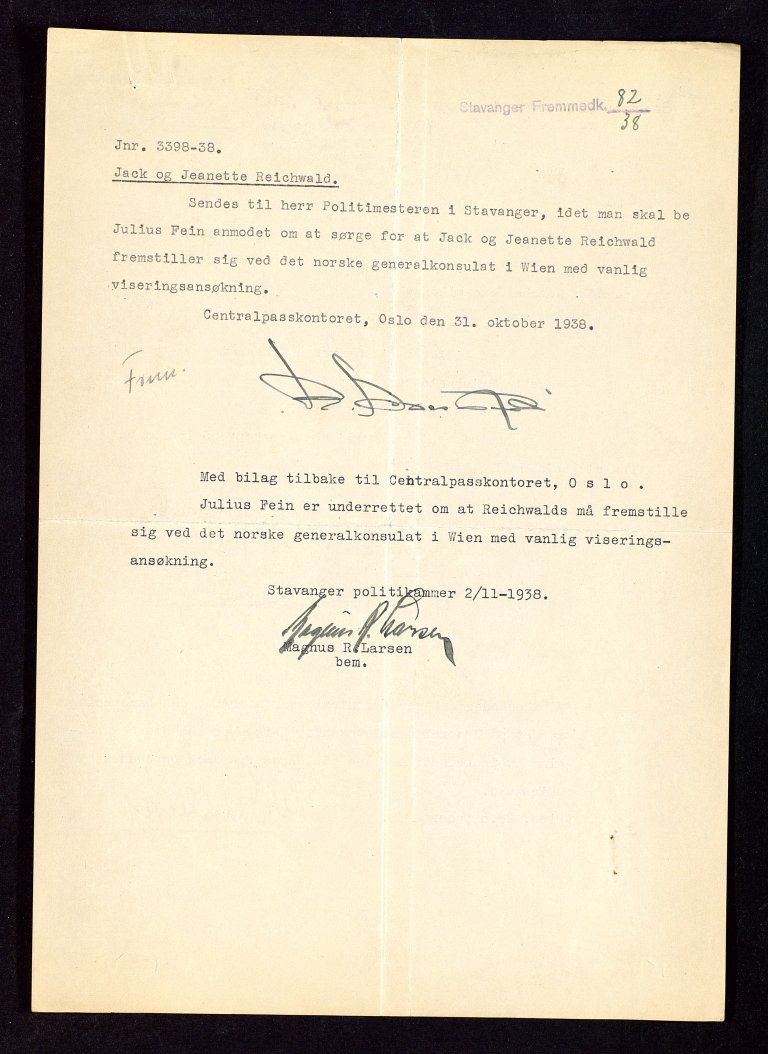 Stavanger Fremmedk. 82
38
Jnr. 3398-38.
Jack og Jeanette Reichwald.
Sendes til herr Politimesteren i Stavanger, idet man skal be
Julius Fein anmodet om at sørge for at Jack og Jeanette Reichwald
fremstiller sig ved det norske generalkonsulat i Wien med vanlig
viseringsansøkning.
Centralpasskontoret, Oslo den 31. oktober 1938.
Med bilag tilbake til Centralpasskontoret, O s l o .
Julius Fein er underrettet om at Reichwalds må fremstille
sig ved det norske generalkonsulat i Wien med vanlig viserings-
ansøkning.
Stavanger politikammer 2/11-1938.
Magnus R. Larsen
Magnus R.Larsen
bem.